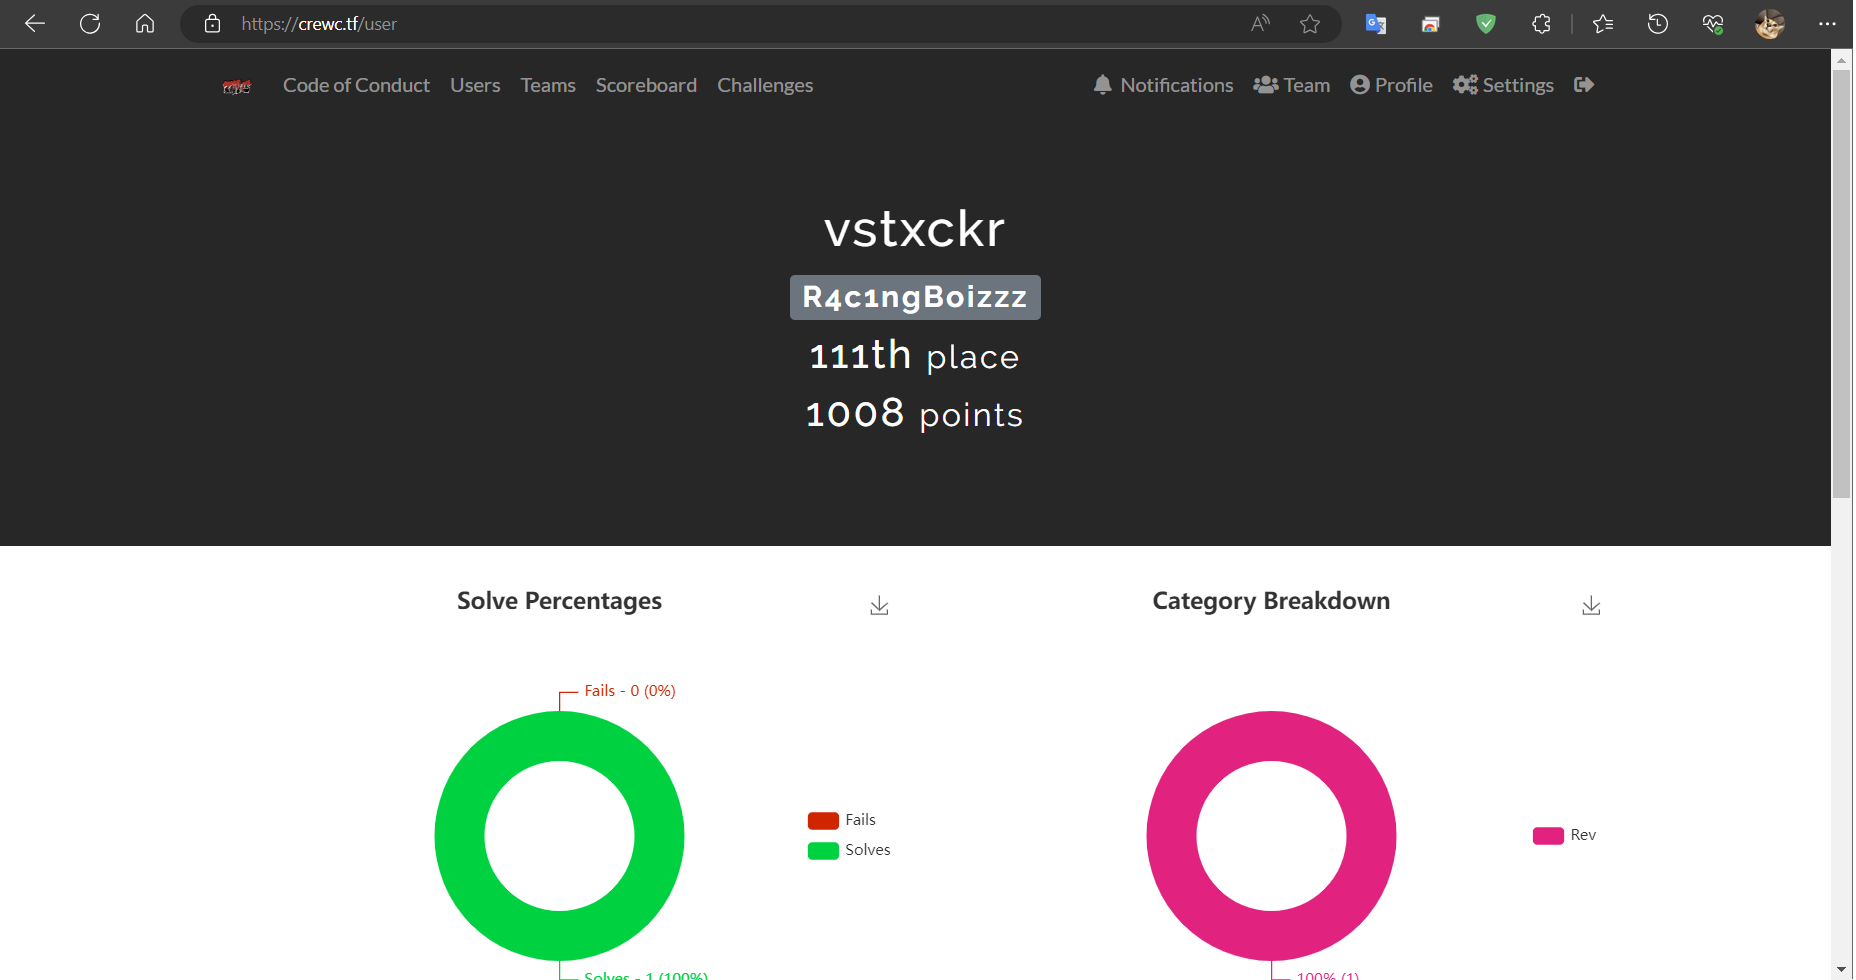 https://crewc.tf/user
Code of Conduct Users Teams Scoreboard Challenges Notifications Team Profile Settings
vstxckr
R4c1ngBoizzz
111th place
1008 points
Solve Percentages
Category Breakdown
Fails - 0 (0%)
Fails
Solves
Rev
Solves - 1 (100%)
100% (1)